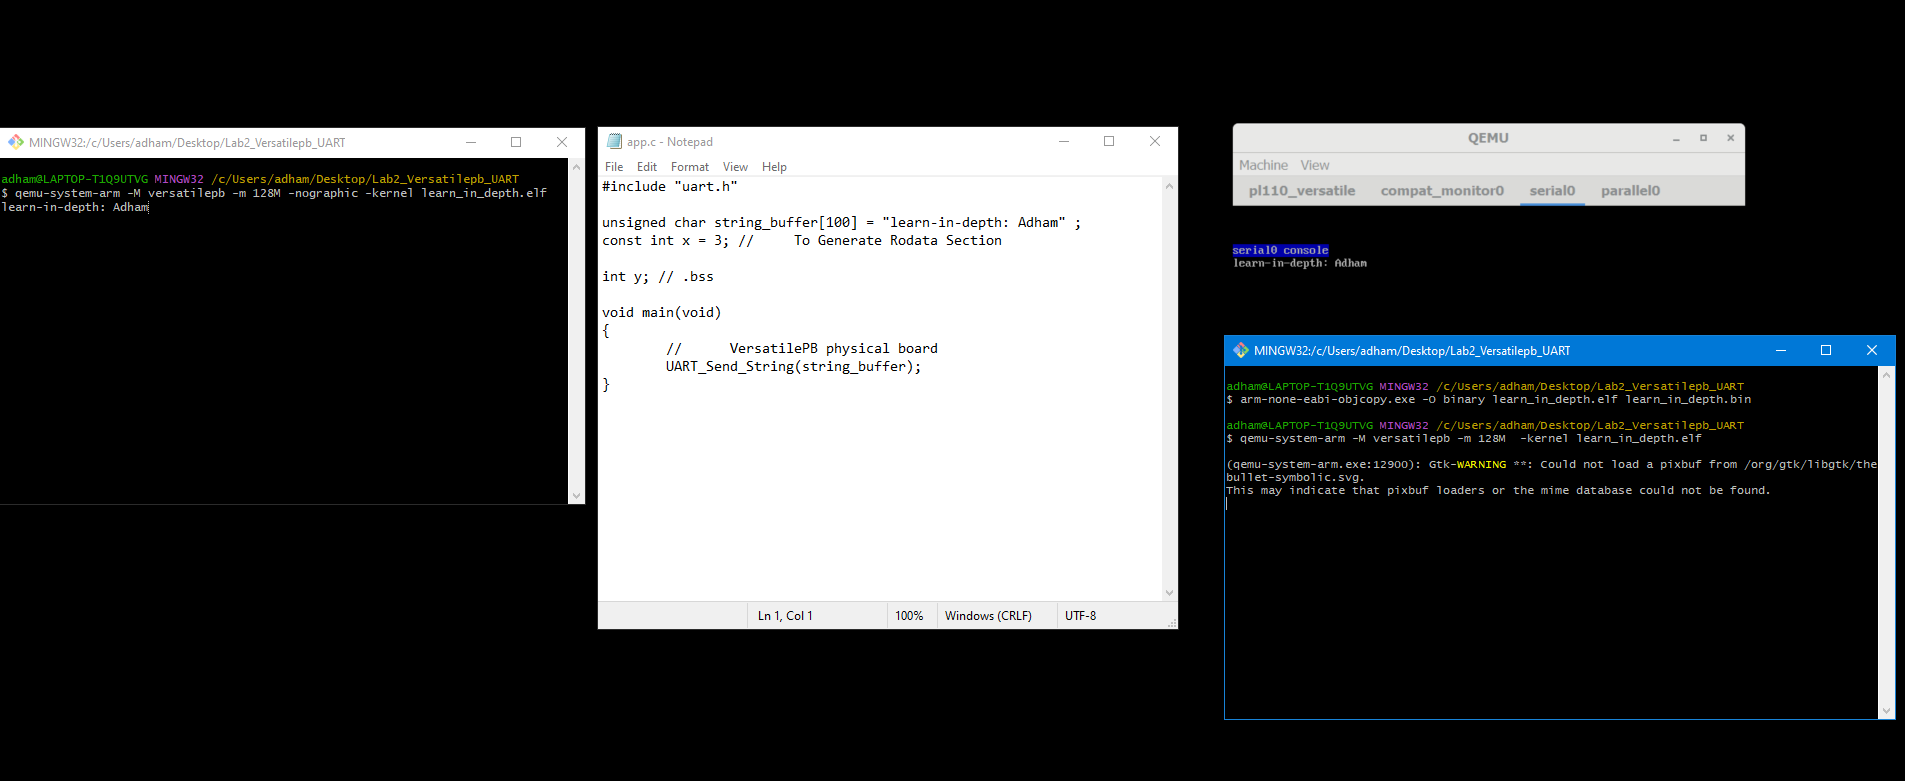 MINGW32:/c/Users/adham/Desktop/Lab2_Versatilepb_UART
adham@LAPTOP-T1Q9UTVG MINGW32 /c/Users/adham/Desktop/Lab2_Versatilepb_UART
$ qemu-system-arm -M versatilepb -m 128M -nographic -kernel learn_in_depth.elf
learn-in-depth: Adham
app.c - Notepad
File Edit Format View Help
#include "uart.h"
unsigned char string_buffer[100] = "learn-in-depth: Adham" ;
const int x = 3; // To Generate Rodata Section
int y; // .bss
void main(void)
{
// VersatilePB physical board
UART_Send_String(string_buffer);
}
Ln 1, Col 1 100% Windows (CRLF) UTF-8
QEMU
Machine View
pl110_versatile compat_monitor0 serial0 parallel0
serial0 console
learn-in-depth: Adham
MINGW32:/c/Users/adham/Desktop/Lab2_Versatilepb_UART
adham@LAPTOP-T1Q9UTVG MINGW32 /c/Users/adham/Desktop/Lab2_Versatilepb_UART
$ arm-none-eabi-objcopy.exe -O binary learn_in_depth.elf learn_in_depth.bin
adham@LAPTOP-T1Q9UTVG MINGW32 /c/Users/adham/Desktop/Lab2_Versatilepb_UART
$ qemu-system-arm -M versatilepb -m 128M  -kernel learn_in_depth.elf
(qemu-system-arm.exe:12900): Gtk-WARNING **: Could not load a pixbuf from /org/gtk/libgtk/the
bullet-symbolic.svg.
This may indicate that pixbuf loaders or the mime database could not be found.